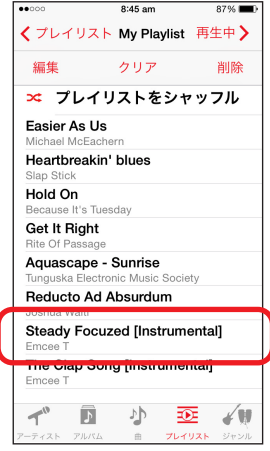 8:45 am 87%
プレイリスト My Playlist 再生中
編集 クリア 削除
プレイリストをシャッフル
Easier As Us
Michael McEachern
Heartbreakin' blues
Slap Stick
Hold On
Because It's Tuesday
Get It Right
Rite Of Passage
Aquascape - Sunrise
Tunguska Electronic Music Society
Reducto Ad Absurdum
Joshua Waiti
Steady Focuzed [Instrumental]
Emcee T
The Clap Song [Instrumental]
Emcee T
アーティスト アルバム 曲 プレイリスト ジャンル